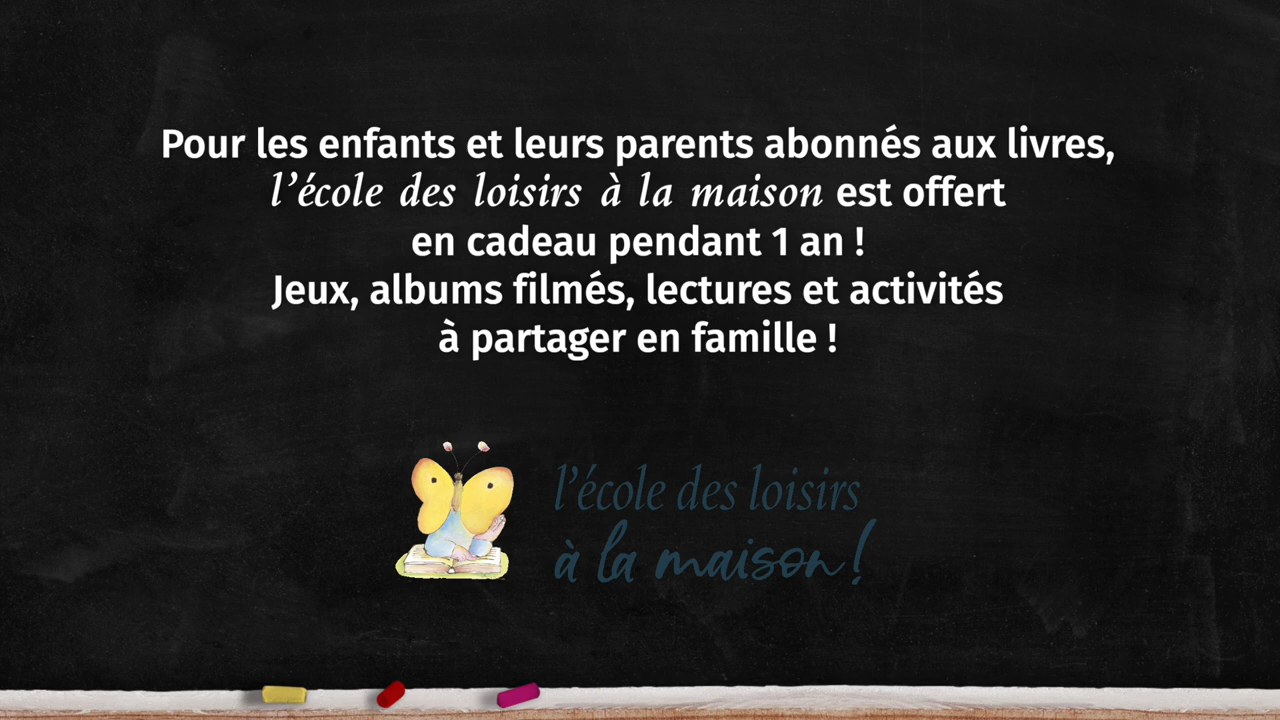 Pour les enfants et leurs parents abonnés aux livres,
l’école des loisirs à la maison est offert
en cadeau pendant 1 an !
Jeux, albums filmés, lectures et activités
à partager en famille !
l’école des loisirs
à la maison !